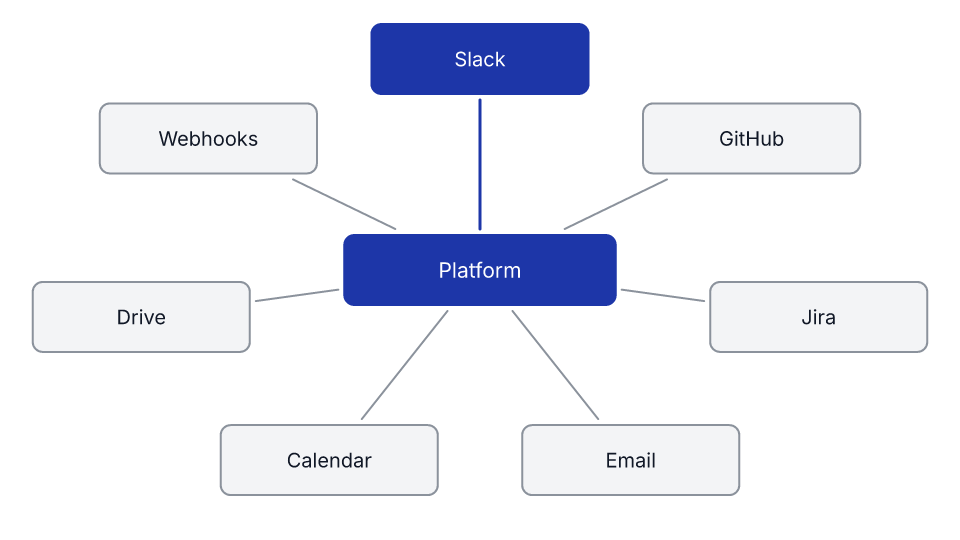 Slack
Webhooks
GitHub
Platform
Drive
Jira
Calendar
Email